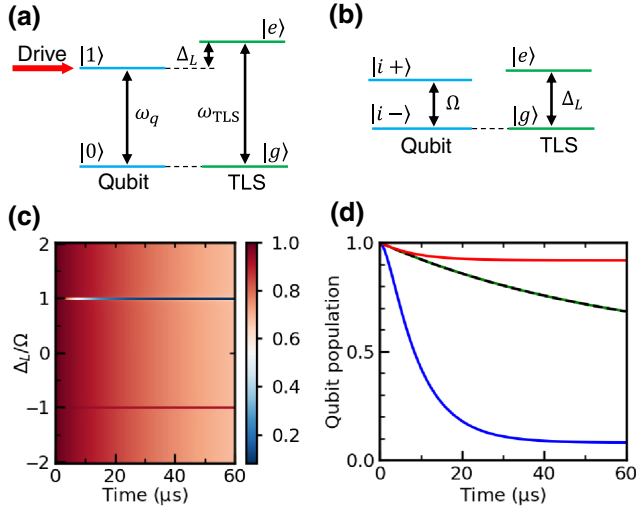 (a)
|1⟩
|e⟩
Drive
Δ_L
ω_q
ω_TLS
|0⟩
|g⟩
Qubit
TLS
(b)
|i+⟩
|e⟩
Ω
Δ_L
|i−⟩
|g⟩
Qubit
TLS
(c)
2
1
0
−1
−2
Δ_L/Ω
0
20
40
60
Time (μs)
1.0
0.8
0.6
0.4
0.2
(d)
1.0
0.5
0.0
Qubit population
0
20
40
60
Time (μs)